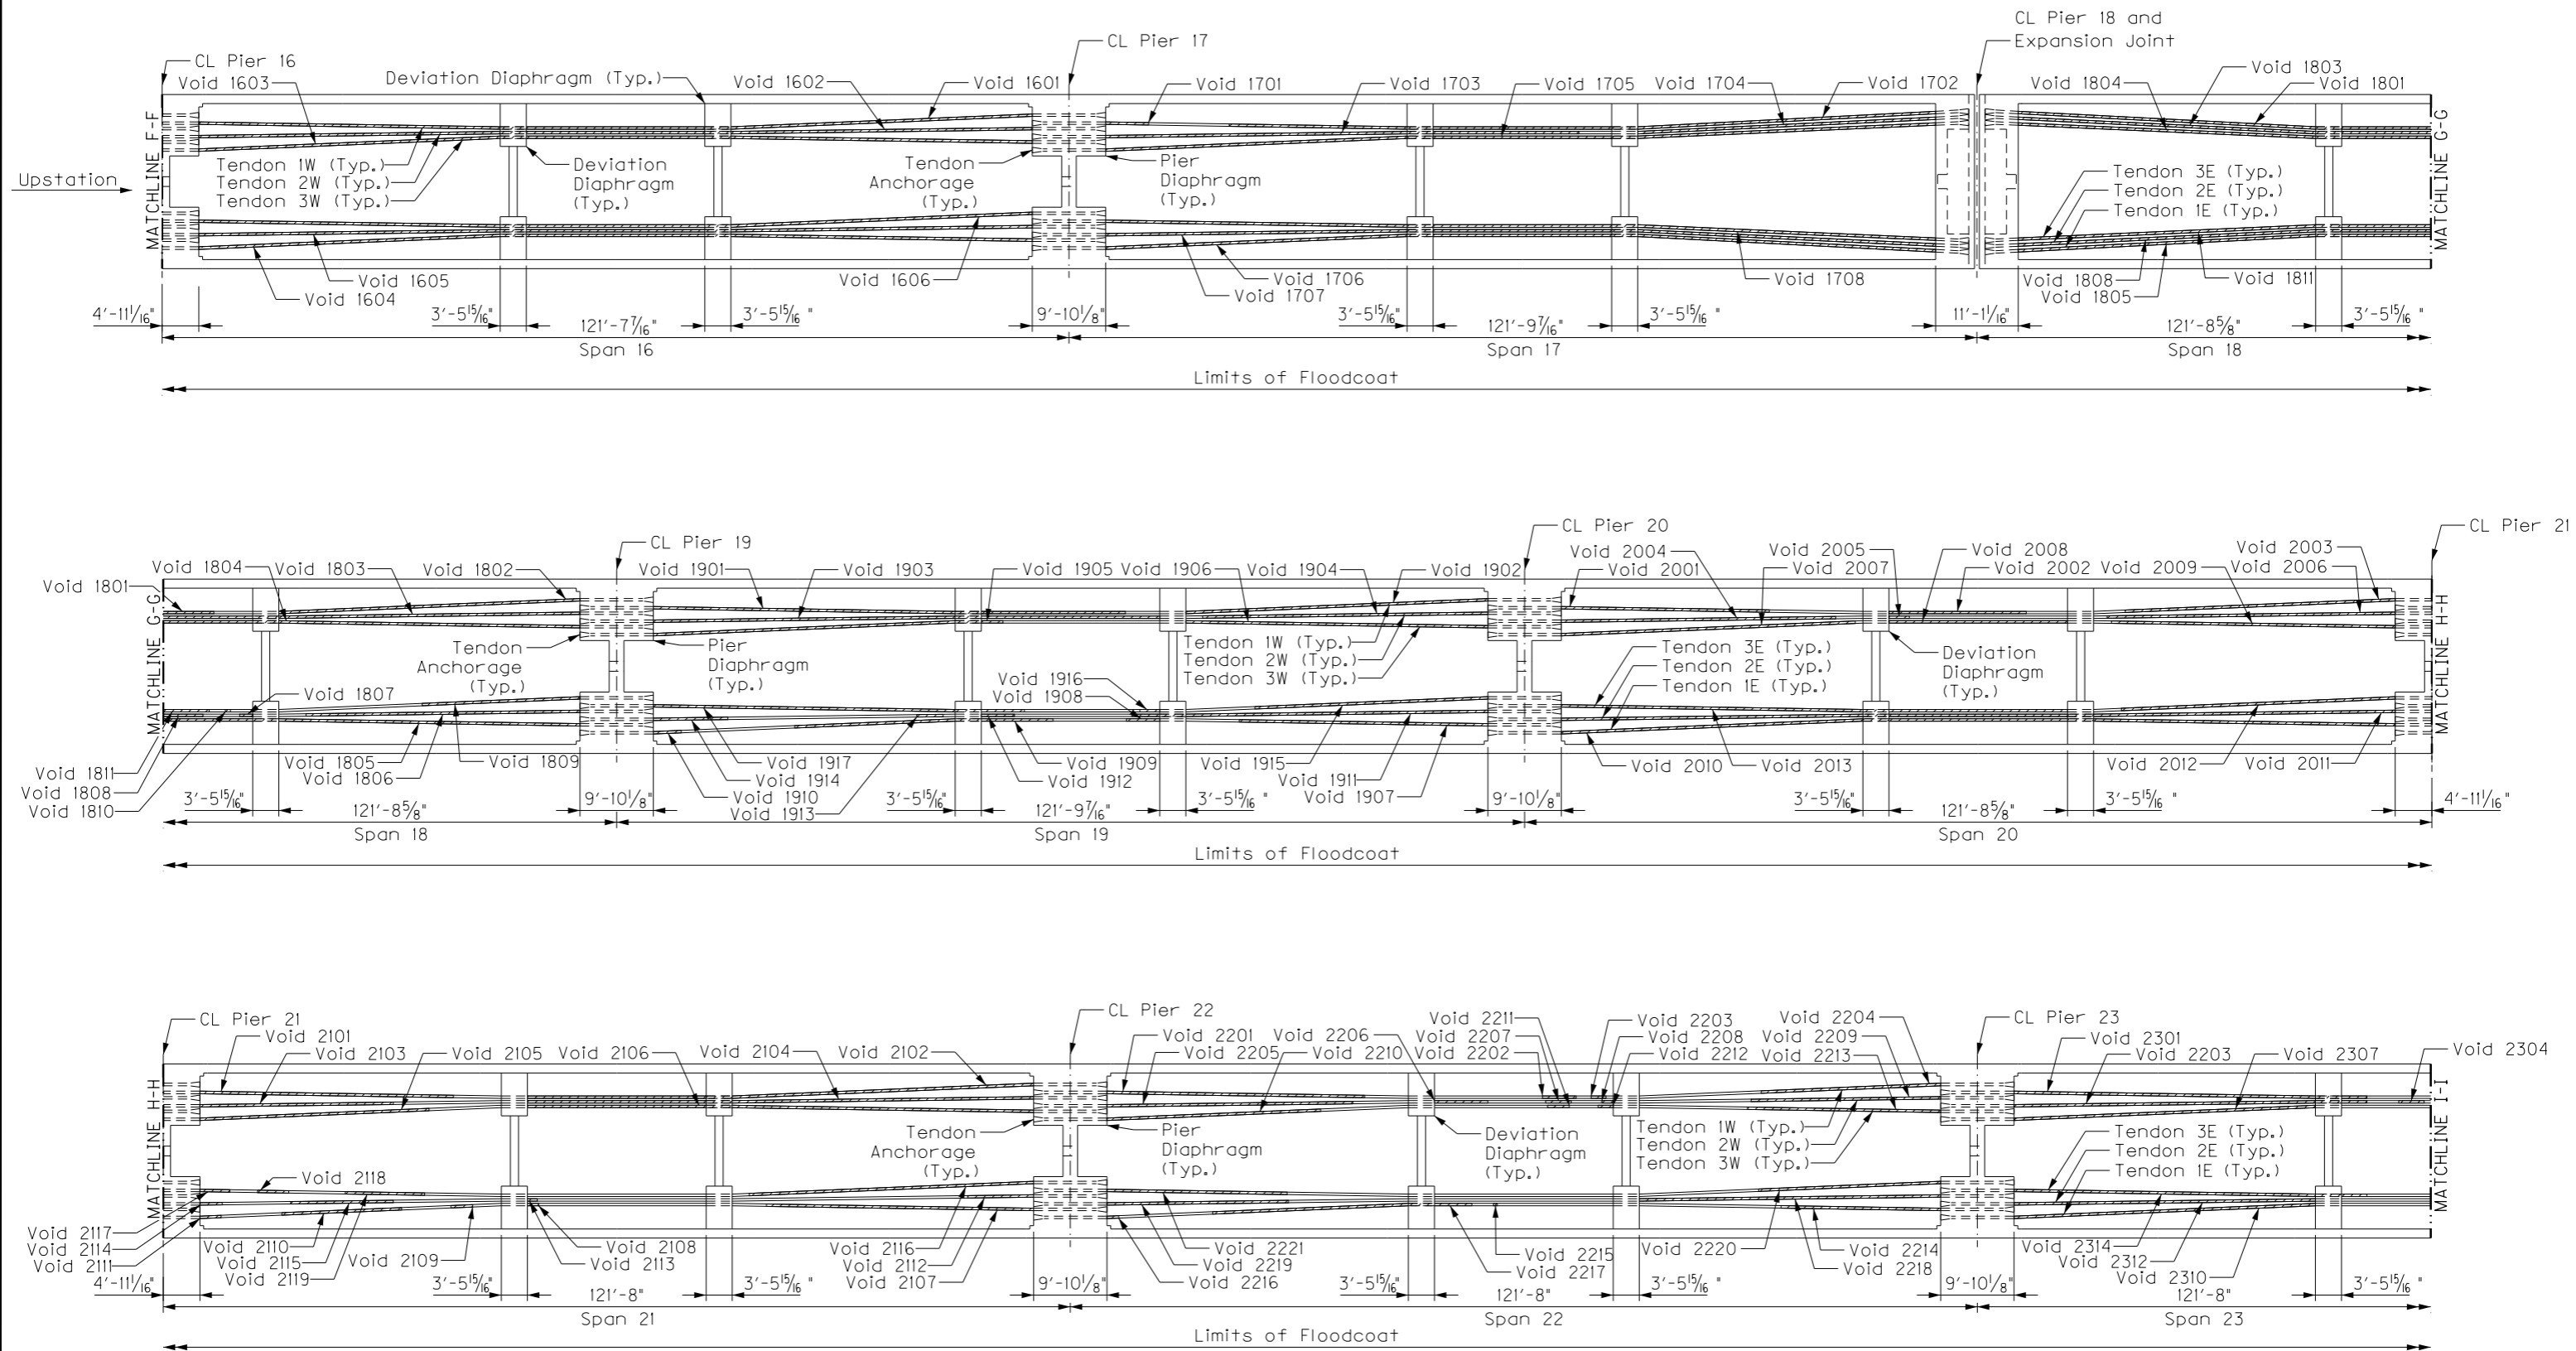 CL Pier 18 and
Expansion Joint
CL Pier 17
CL Pier 16
Void 1603
Deviation Diaphragm (Typ.)
Void 1602
Void 1601
Void 1701
Void 1703
Void 1705
Void 1704
Void 1702
Void 1804
Void 1803
Void 1801
MATCHLINE F-F
MATCHLINE G-G
Upstation
Tendon 1W (Typ.)
Tendon 2W (Typ.)
Tendon 3W (Typ.)
Deviation
Diaphragm
(Typ.)
Tendon
Anchorage
(Typ.)
Pier
Diaphragm
(Typ.)
Tendon 3E (Typ.)
Tendon 2E (Typ.)
Tendon 1E (Typ.)
Void 1605
Void 1604
Void 1606
Void 1706
Void 1707
Void 1708
Void 1808
Void 1805
Void 1811
4'-11 1/16"
3'-5 15/16"
121'-7 7/16"
3'-5 15/16 "
9'-10 1/8"
3'-5 15/16"
121'-9 7/16"
3'-5 15/16 "
11'-1 1/16"
121'-8 5/8"
3'-5 15/16 "
Span 16
Span 17
Span 18
Limits of Floodcoat
CL Pier 19
CL Pier 20
CL Pier 21
Void 1801
Void 1804
Void 1803
Void 1802
Void 1901
Void 1903
Void 1905
Void 1906
Void 1904
Void 1902
Void 2004
Void 2001
Void 2005
Void 2007
Void 2008
Void 2002
Void 2009
Void 2003
Void 2006
MATCHLINE G-G
MATCHLINE H-H
Tendon
Anchorage
(Typ.)
Pier
Diaphragm
(Typ.)
Tendon 1W (Typ.)
Tendon 2W (Typ.)
Tendon 3W (Typ.)
Tendon 3E (Typ.)
Tendon 2E (Typ.)
Tendon 1E (Typ.)
Deviation
Diaphragm
(Typ.)
Void 1807
Void 1916
Void 1908
Void 1811
Void 1808
Void 1810
Void 1805
Void 1806
Void 1809
Void 1917
Void 1914
Void 1910
Void 1913
Void 1909
Void 1912
Void 1915
Void 1911
Void 1907
Void 2010
Void 2013
Void 2012
Void 2011
3'-5 15/16"
121'-8 5/8"
9'-10 1/8"
3'-5 15/16"
121'-9 7/16"
3'-5 15/16 "
9'-10 1/8"
3'-5 15/16"
121'-8 5/8"
3'-5 15/16 "
4'-11 1/16"
Span 18
Span 19
Span 20
Limits of Floodcoat
CL Pier 21
CL Pier 22
CL Pier 23
Void 2101
Void 2103
Void 2105
Void 2106
Void 2104
Void 2102
Void 2201
Void 2205
Void 2206
Void 2210
Void 2211
Void 2207
Void 2202
Void 2203
Void 2208
Void 2212
Void 2204
Void 2209
Void 2213
Void 2301
Void 2203
Void 2307
Void 2304
MATCHLINE H-H
MATCHLINE I-I
Tendon
Anchorage
(Typ.)
Pier
Diaphragm
(Typ.)
Deviation
Diaphragm
(Typ.)
Tendon 1W (Typ.)
Tendon 2W (Typ.)
Tendon 3W (Typ.)
Tendon 3E (Typ.)
Tendon 2E (Typ.)
Tendon 1E (Typ.)
Void 2118
Void 2117
Void 2114
Void 2111
Void 2110
Void 2115
Void 2119
Void 2109
Void 2108
Void 2113
Void 2116
Void 2112
Void 2107
Void 2221
Void 2219
Void 2216
Void 2215
Void 2217
Void 2220
Void 2214
Void 2218
Void 2314
Void 2312
Void 2310
4'-11 1/16"
3'-5 15/16"
121'-8"
3'-5 15/16 "
9'-10 1/8"
3'-5 15/16"
121'-8"
3'-5 15/16 "
9'-10 1/8"
121'-8"
3'-5 15/16 "
Span 21
Span 22
Span 23
Limits of Floodcoat